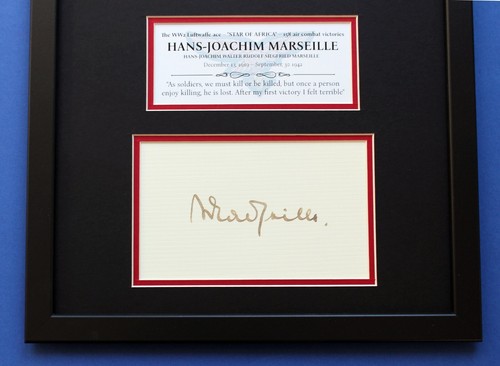 The WW2 Luftwaffe ace - "STAR OF AFRICA" - 158 air combat victories
HANS-JOACHIM MARSEILLE
HANS-JOACHIM WALTER RUDOLF SIEGFRIED MARSEILLE
December 13, 1919 - September 30, 1942
"As soldiers, we must kill or be killed, but once a person
enjoy killing, he is lost. After my first victory I felt terrible"
Marseille.